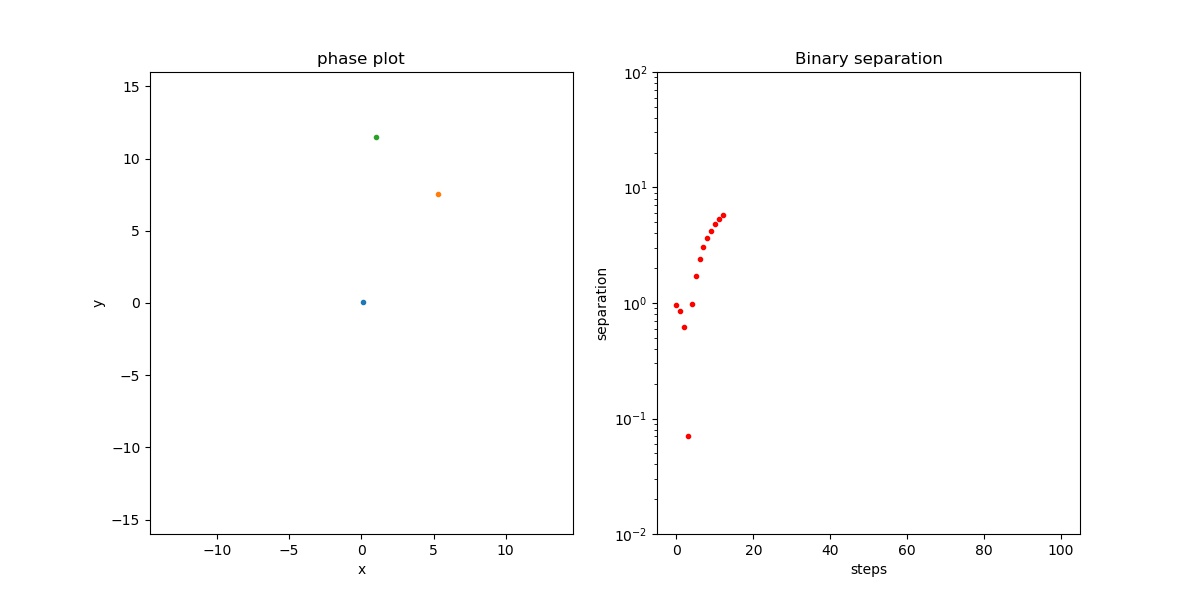 phase plot
15
10
5
0
−5
−10
−15
y
−10 −5 0 5 10
x
Binary separation
10²
10¹
10⁰
10⁻¹
10⁻²
separation
0 20 40 60 80 100
steps